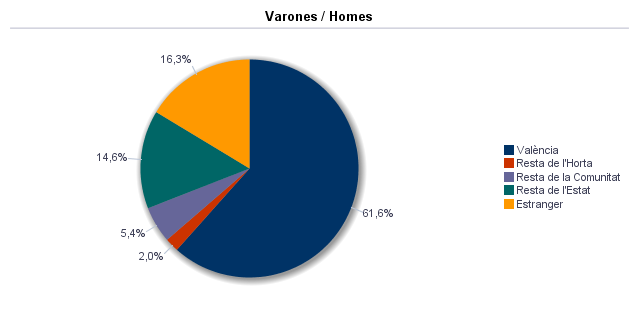 Varones / Homes
16,3%
14,6%
5,4%
2,0%
61,6%
València
Resta de l'Horta
Resta de la Comunitat
Resta de l'Estat
Estranger